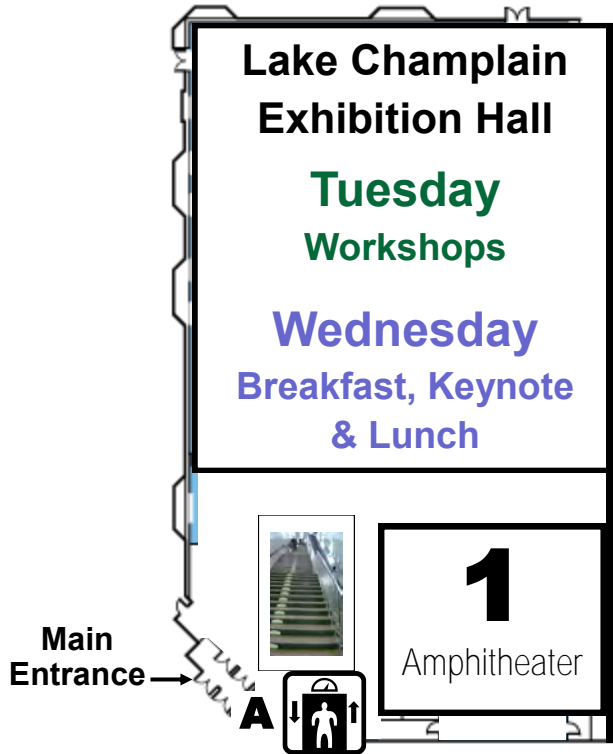 Lake Champlain
Exhibition Hall
Tuesday
Workshops
Wednesday
Breakfast, Keynote
& Lunch
1
Amphitheater
Main
Entrance
A